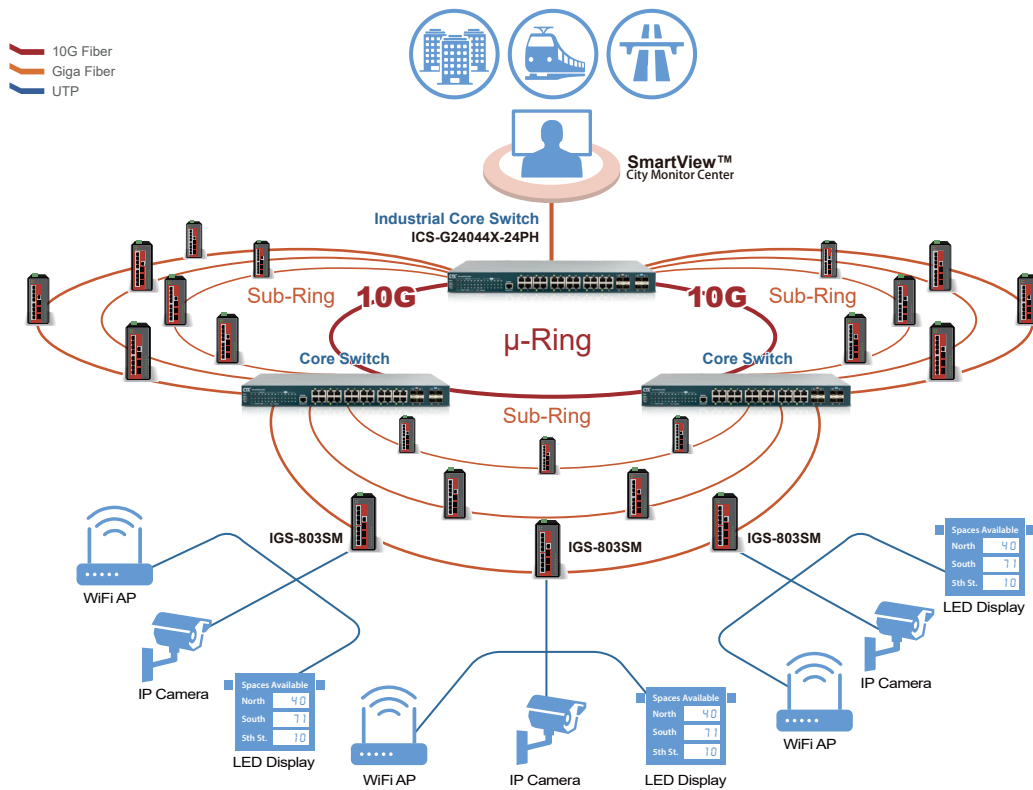 10G Fiber
Giga Fiber
UTP
SmartView™
City Monitor Center
Industrial Core Switch
ICS-G24044X-24PH
Sub-Ring
10G
10G
Sub-Ring
μ-Ring
Core Switch
Core Switch
Sub-Ring
IGS-803SM
IGS-803SM
IGS-803SM
WiFi AP
Spaces Available
North 40
South 71
5th St. 10
LED Display
IP Camera
IP Camera
Spaces Available
North 40
South 71
5th St. 10
LED Display
WiFi AP
IP Camera
Spaces Available
North 40
South 71
5th St. 10
LED Display
WiFi AP